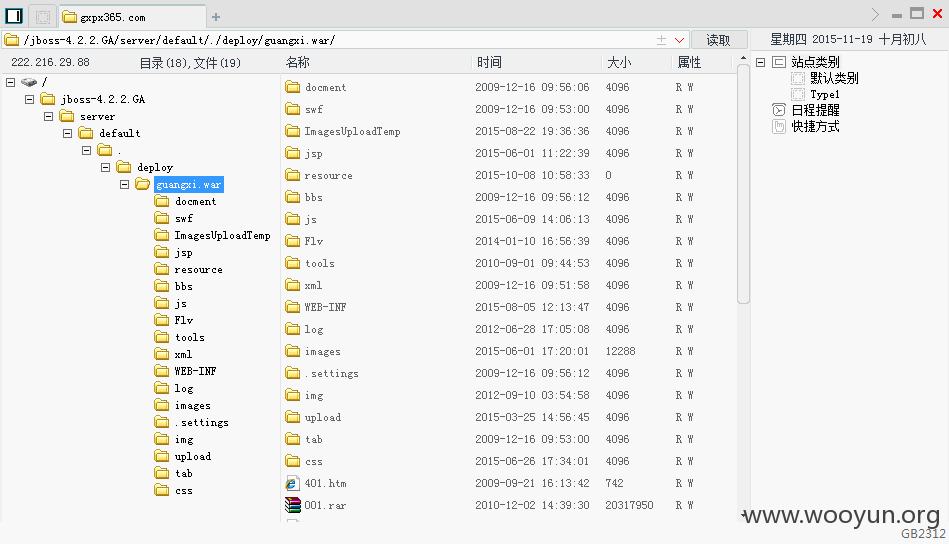 gxpx365.com
/jboss-4.2.2.GA/server/default/./deploy/guangxi.war/
读取
星期四 2015-11-19 十月初八
222.216.29.88
目录(18),文件(19)
名称 时间 大小 属性
/
jboss-4.2.2.GA
server
default
.
deploy
guangxi.war
docment
swf
ImagesUploadTemp
jsp
resource
bbs
js
Flv
tools
xml
WEB-INF
log
images
.settings
img
upload
tab
css
docment 2009-12-16 09:56:06 4096 R W
swf 2009-12-16 09:53:00 4096 R W
ImagesUploadTemp 2015-08-22 19:36:36 4096 R W
jsp 2015-06-01 11:22:39 4096 R W
resource 2015-10-08 10:58:33 0 R W
bbs 2009-12-16 09:56:12 4096 R W
js 2015-06-09 14:06:13 4096 R W
Flv 2014-01-10 16:56:39 4096 R W
tools 2010-09-01 09:44:53 4096 R W
xml 2009-12-16 09:51:58 4096 R W
WEB-INF 2015-08-05 12:13:47 4096 R W
log 2012-06-28 17:05:08 4096 R W
images 2015-06-01 17:20:01 12288 R W
.settings 2009-12-16 09:56:12 4096 R W
img 2012-09-10 03:54:58 4096 R W
upload 2015-03-25 14:56:45 4096 R W
tab 2009-12-16 09:53:00 4096 R W
css 2015-06-26 17:34:01 4096 R W
401.htm 2009-09-21 16:13:42 742 R W
001.rar 2010-12-02 14:39:30 20317950 R W
站点类别
默认类别
Type1
日程提醒
快捷方式
www.wooyun.org
GB2312